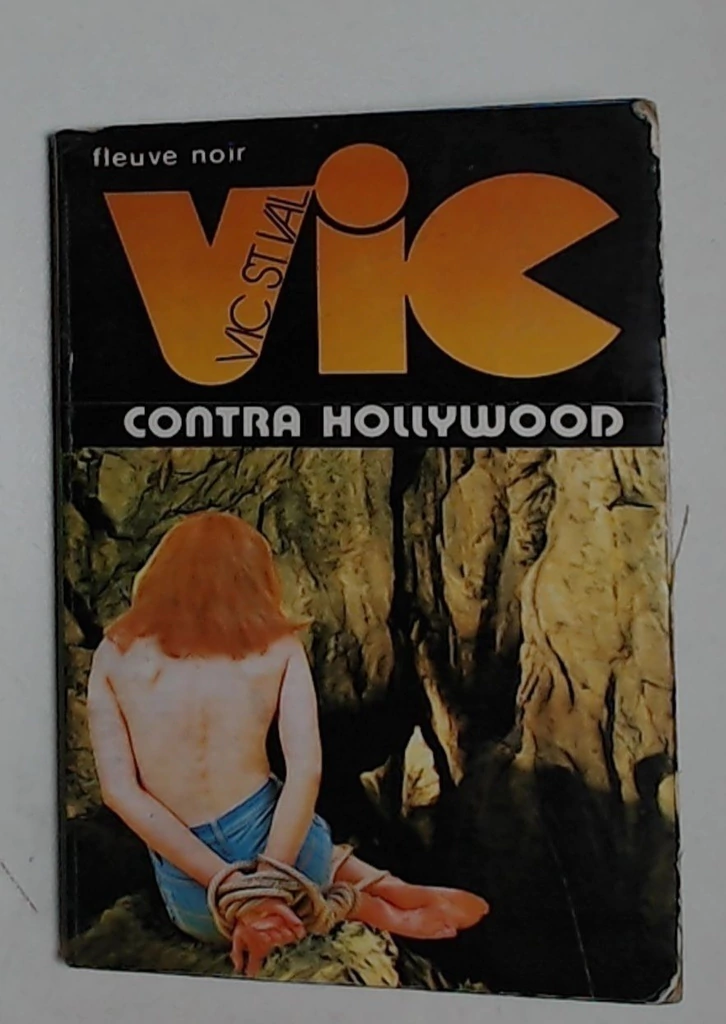 fleuve noir
Vic
VIC ST VAL
CONTRA HOLLYWOOD